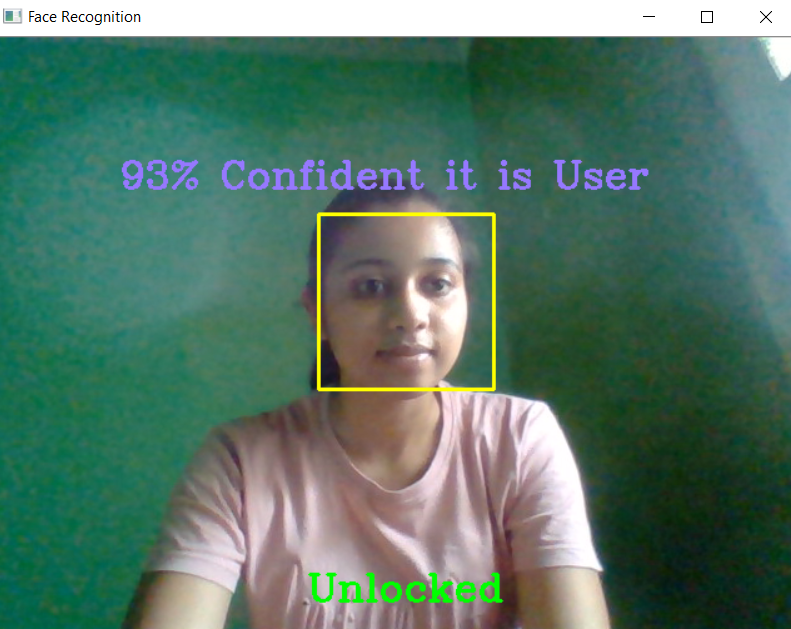 Face Recognition
93% Confident it is User
Unlocked